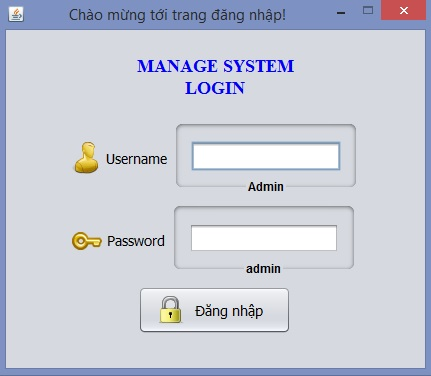 Chào mừng tới trang đăng nhập!
MANAGE SYSTEM
LOGIN
Username
Admin
Password
admin
Đăng nhập